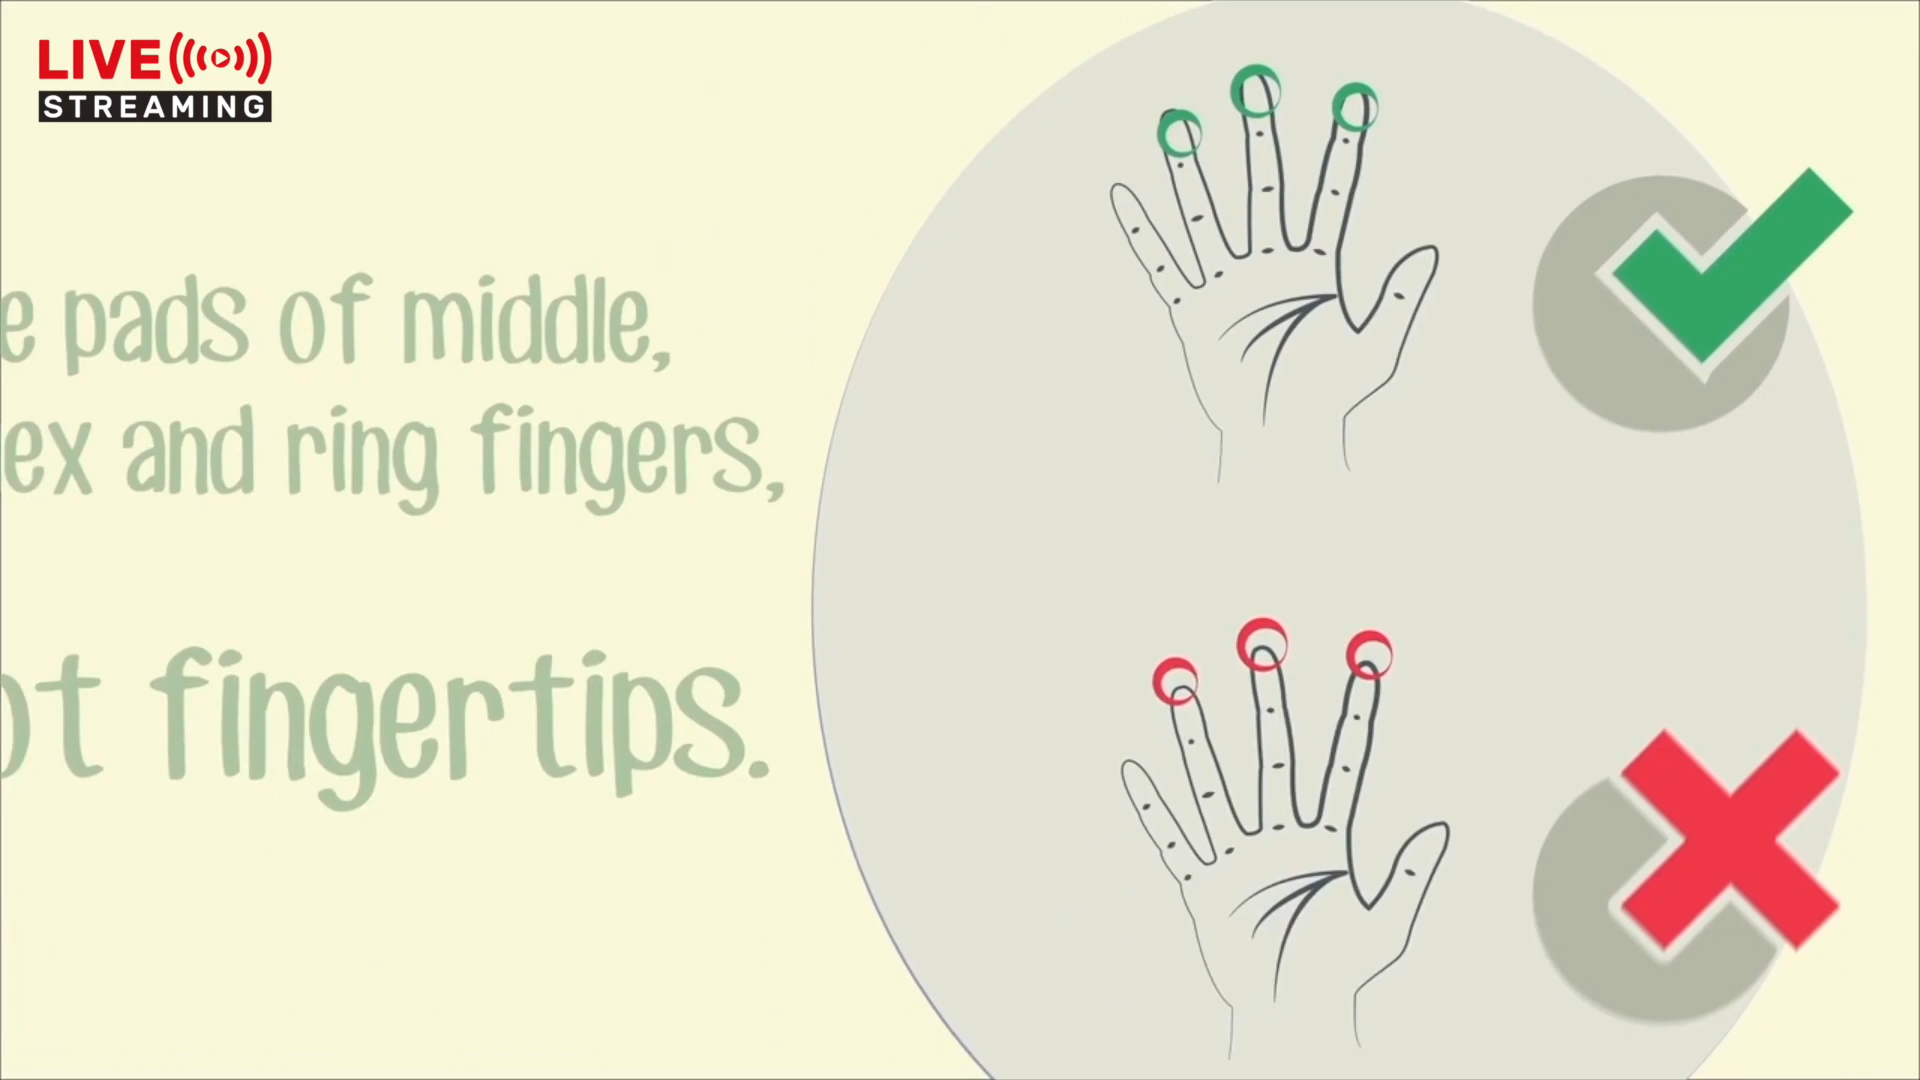 LIVE
STREAMING
e pads of middle,
ex and ring fingers,
ot fingertips.